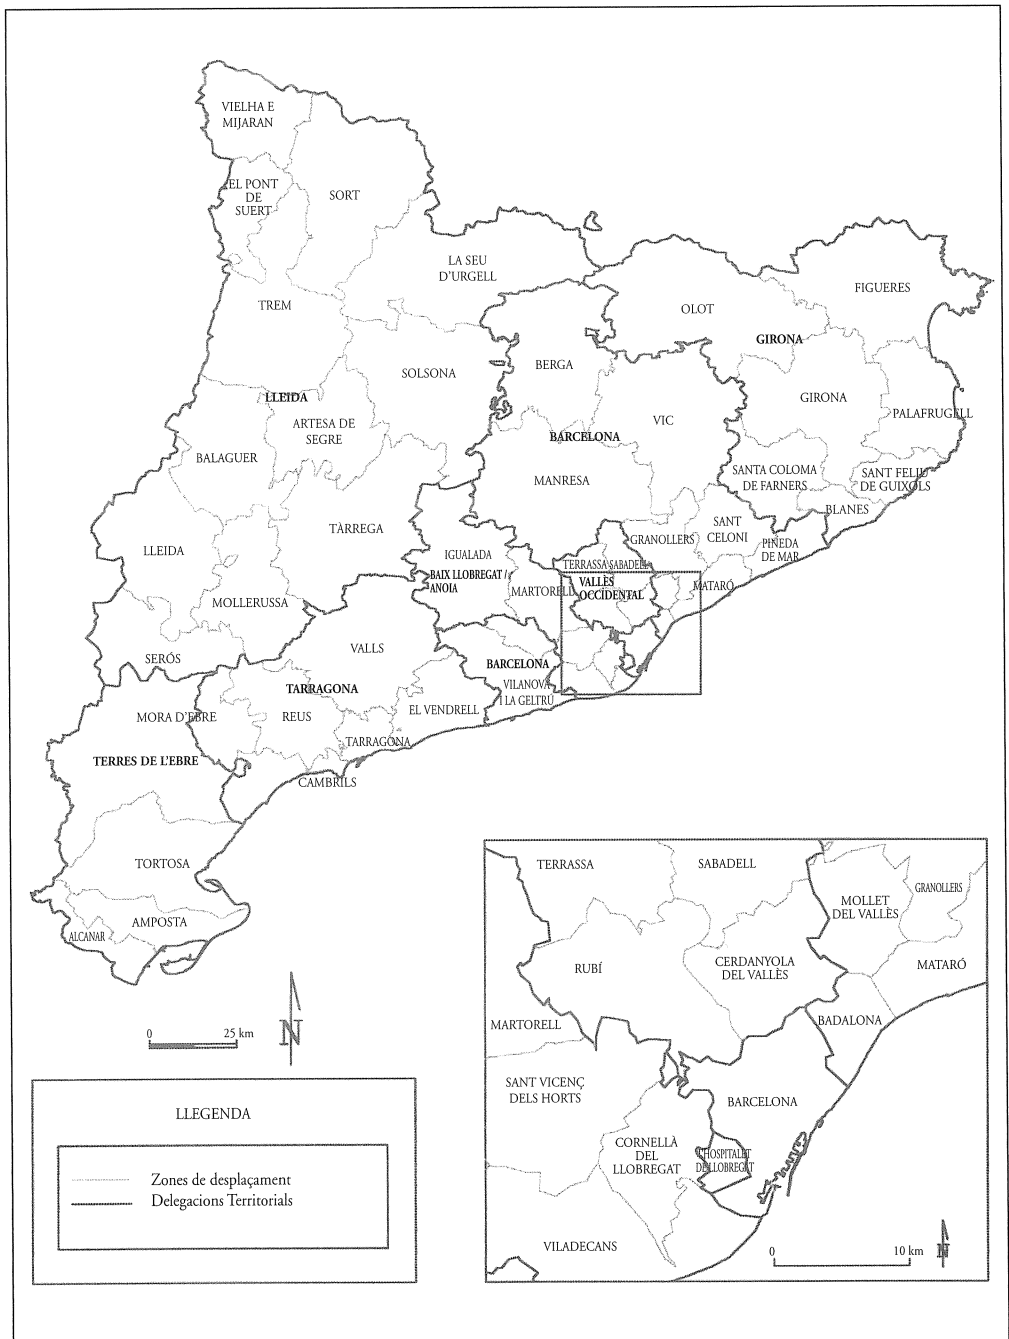 VIELHA E
MIJARAN
EL PONT
DE
SUERT
SORT
LA SEU
D'URGELL
TREM
OLOT
FIGUERES
GIRONA
BERGA
SOLSONA
LLEIDA
GIRONA
PALAFRUGELL
ARTESA DE
SEGRE
VIC
BARCELONA
BALAGUER
MANRESA
SANTA COLOMA
DE FARNERS
SANT FELIU
DE GUÍXOLS
BLANES
TÀRREGA
LLEIDA
SANT
CELONI
GRANOLLERS
PINEDA
DE MAR
IGUALADA
TERRASSA
SABADELL
BAIX LLOBREGAT /
ANOIA
VALLÈS
OCCIDENTAL
MARTORELL
MATARÓ
MOLLERUSSA
VALLS
SERÓS
BARCELONA
VILANOVA
I LA GELTRÚ
TARRAGONA
EL VENDRELL
MORA D'EBRE
REUS
TARRAGONA
TERRES DE L'EBRE
CAMBRILS
TORTOSA
AMPOSTA
ALCANAR
0
25 km
N
LLEGENDA
Zones de desplaçament
Delegacions Territorials
TERRASSA
SABADELL
GRANOLLERS
MOLLET
DEL VALLÈS
RUBÍ
CERDANYOLA
DEL VALLÈS
MATARÓ
MARTORELL
BADALONA
SANT VICENÇ
DELS HORTS
BARCELONA
CORNELLÀ
DEL
LLOBREGAT
L'HOSPITALET
DE LLOBREGAT
VILADECANS
0
10 km
N